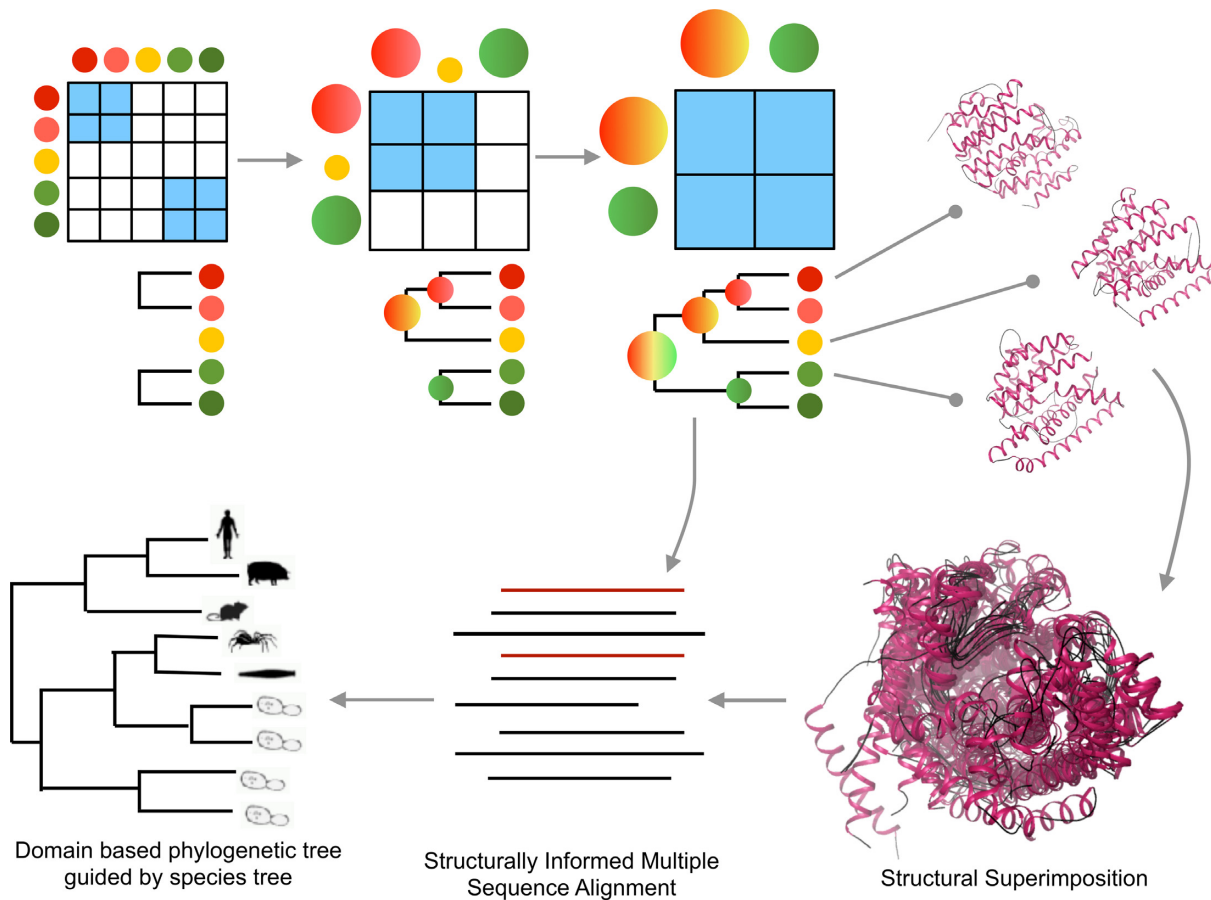 Domain based phylogenetic tree
guided by species tree
Structurally Informed Multiple
Sequence Alignment
Structural Superimposition